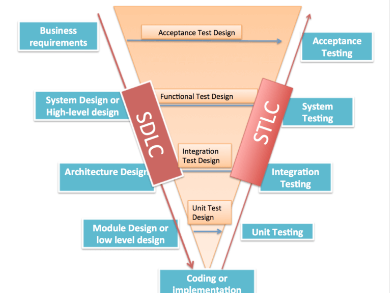 Business
requirements
Acceptance Test Design
Acceptance
Testing
System Design or
High-level design
SDLC
Functional Test Design
STLC
System
Testing
Architecture Design
Integration
Test Design
Integration
Testing
Module Design or
low level design
Unit Test
Design
Unit Testing
Coding or
Implementation